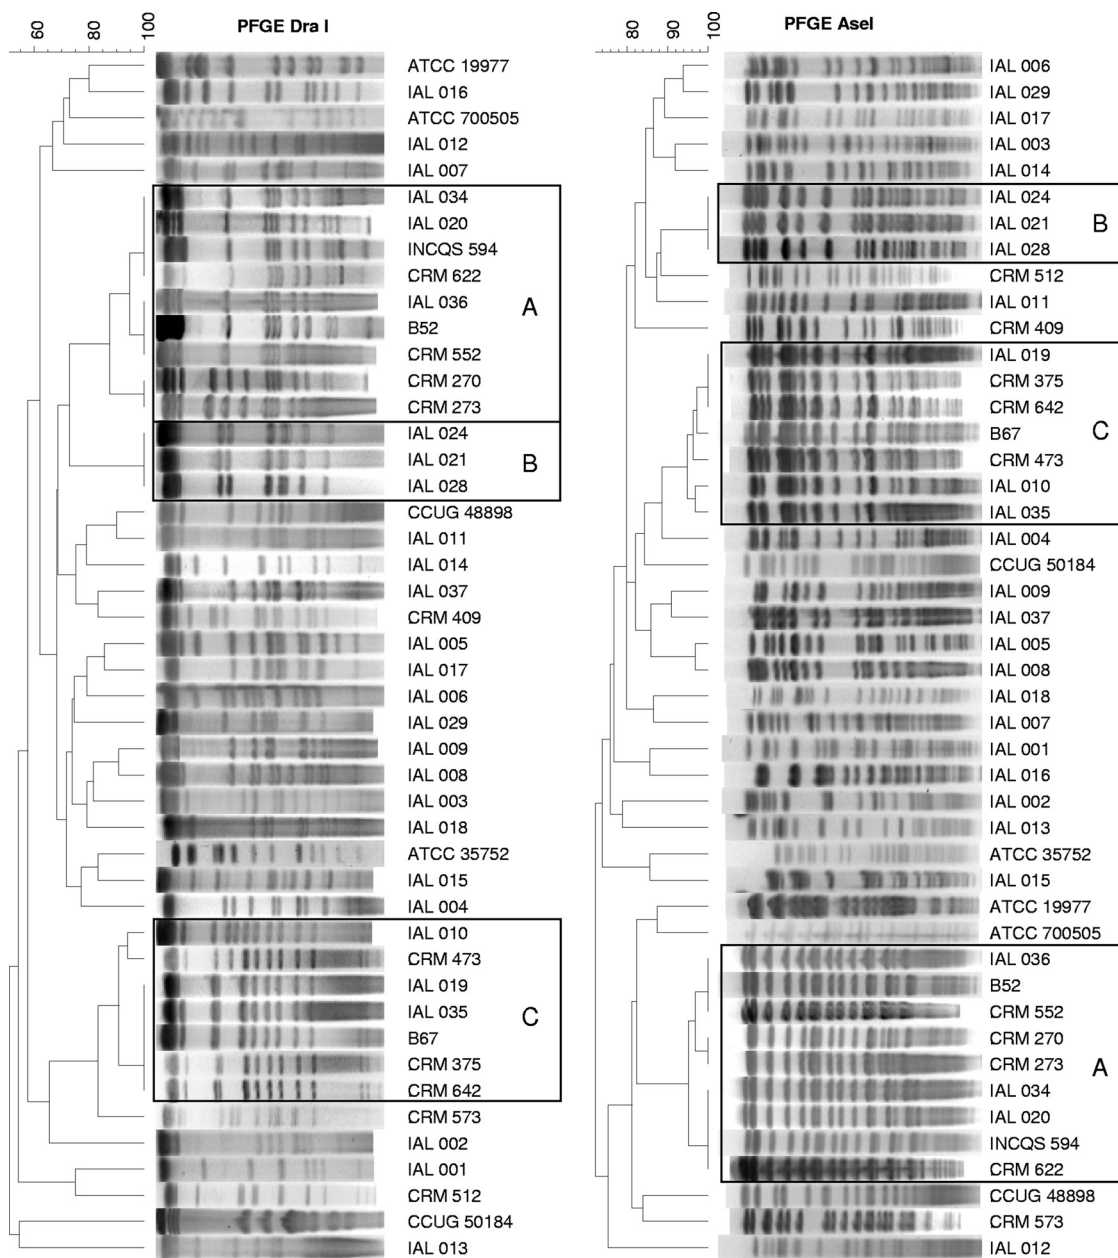 PFGE Dra I
60
80
100
ATCC 19977
IAL 016
ATCC 700505
IAL 012
IAL 007
IAL 034
IAL 020
INCQS 594
CRM 622
IAL 036
B52
CRM 552
CRM 270
CRM 273
A
IAL 024
IAL 021
IAL 028
B
CCUG 48898
IAL 011
IAL 014
IAL 037
CRM 409
IAL 005
IAL 017
IAL 006
IAL 029
IAL 009
IAL 008
IAL 003
IAL 018
ATCC 35752
IAL 015
IAL 004
IAL 010
CRM 473
IAL 019
IAL 035
B67
CRM 375
CRM 642
C
CRM 573
IAL 002
IAL 001
CRM 512
CCUG 50184
IAL 013
PFGE AseI
80
100
IAL 006
IAL 029
IAL 017
IAL 003
IAL 014
IAL 024
IAL 021
IAL 028
B
CRM 512
IAL 011
CRM 409
IAL 019
CRM 375
CRM 642
B67
CRM 473
IAL 010
IAL 035
C
IAL 004
CCUG 50184
IAL 009
IAL 037
IAL 005
IAL 008
IAL 018
IAL 007
IAL 001
IAL 016
IAL 002
IAL 013
ATCC 35752
IAL 015
ATCC 19977
ATCC 700505
IAL 036
B52
CRM 552
CRM 270
CRM 273
IAL 034
IAL 020
INCQS 594
CRM 622
A
CCUG 48898
CRM 573
IAL 012